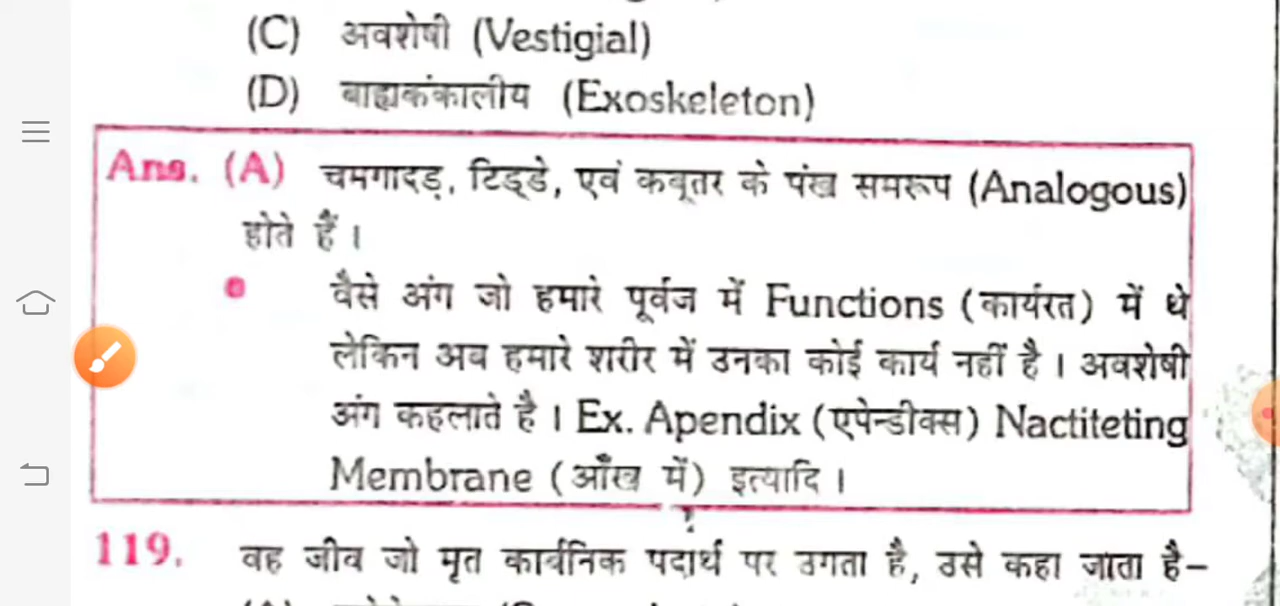 (C) अवशेषी (Vestigial)
(D) बाह्यकंकालीय (Exoskeleton)
Ans. (A) चमगादड़, टिड्डे, एवं कबूतर के पंख समरूप (Analogous)
होते हैं ।
वैसे अंग जो हमारे पूर्वज में Functions (कार्यरत) में थे
लेकिन अब हमारे शरीर में उनका कोई कार्य नहीं है । अवशेषी
अंग कहलाते है । Ex. Apendix (एपेन्डीक्स) Nactiteting
Membrane (आँख में) इत्यादि ।
119. वह जीव जो मृत कार्बनिक पदार्थ पर उगता है, उसे कहा जाता है–